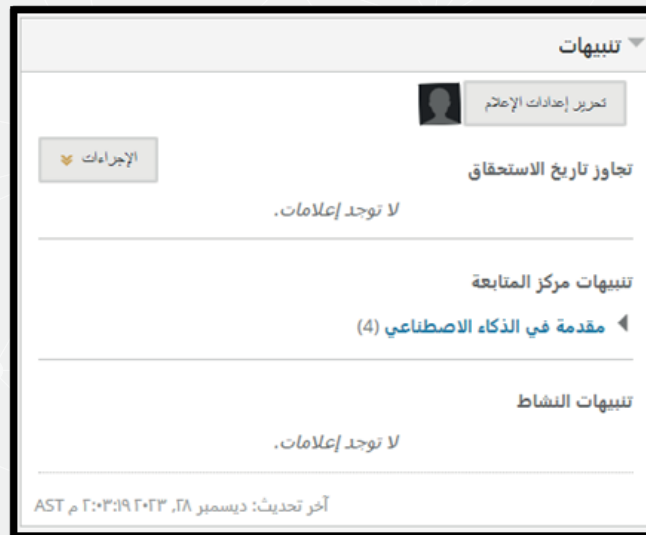 تنبيهات
تحرير إعدادات الإعلام
الإجراءات
تجاوز تاريخ الاستحقاق
لا توجد إعلامات.
تنبيهات مركز المتابعة
مقدمة في الذكاء الاصطناعي (4)
تنبيهات النشاط
لا توجد إعلامات.
آخر تحديث: ديسمبر ٢٨, ٢٠٢٣ ٢:٠٣:١٩ م AST